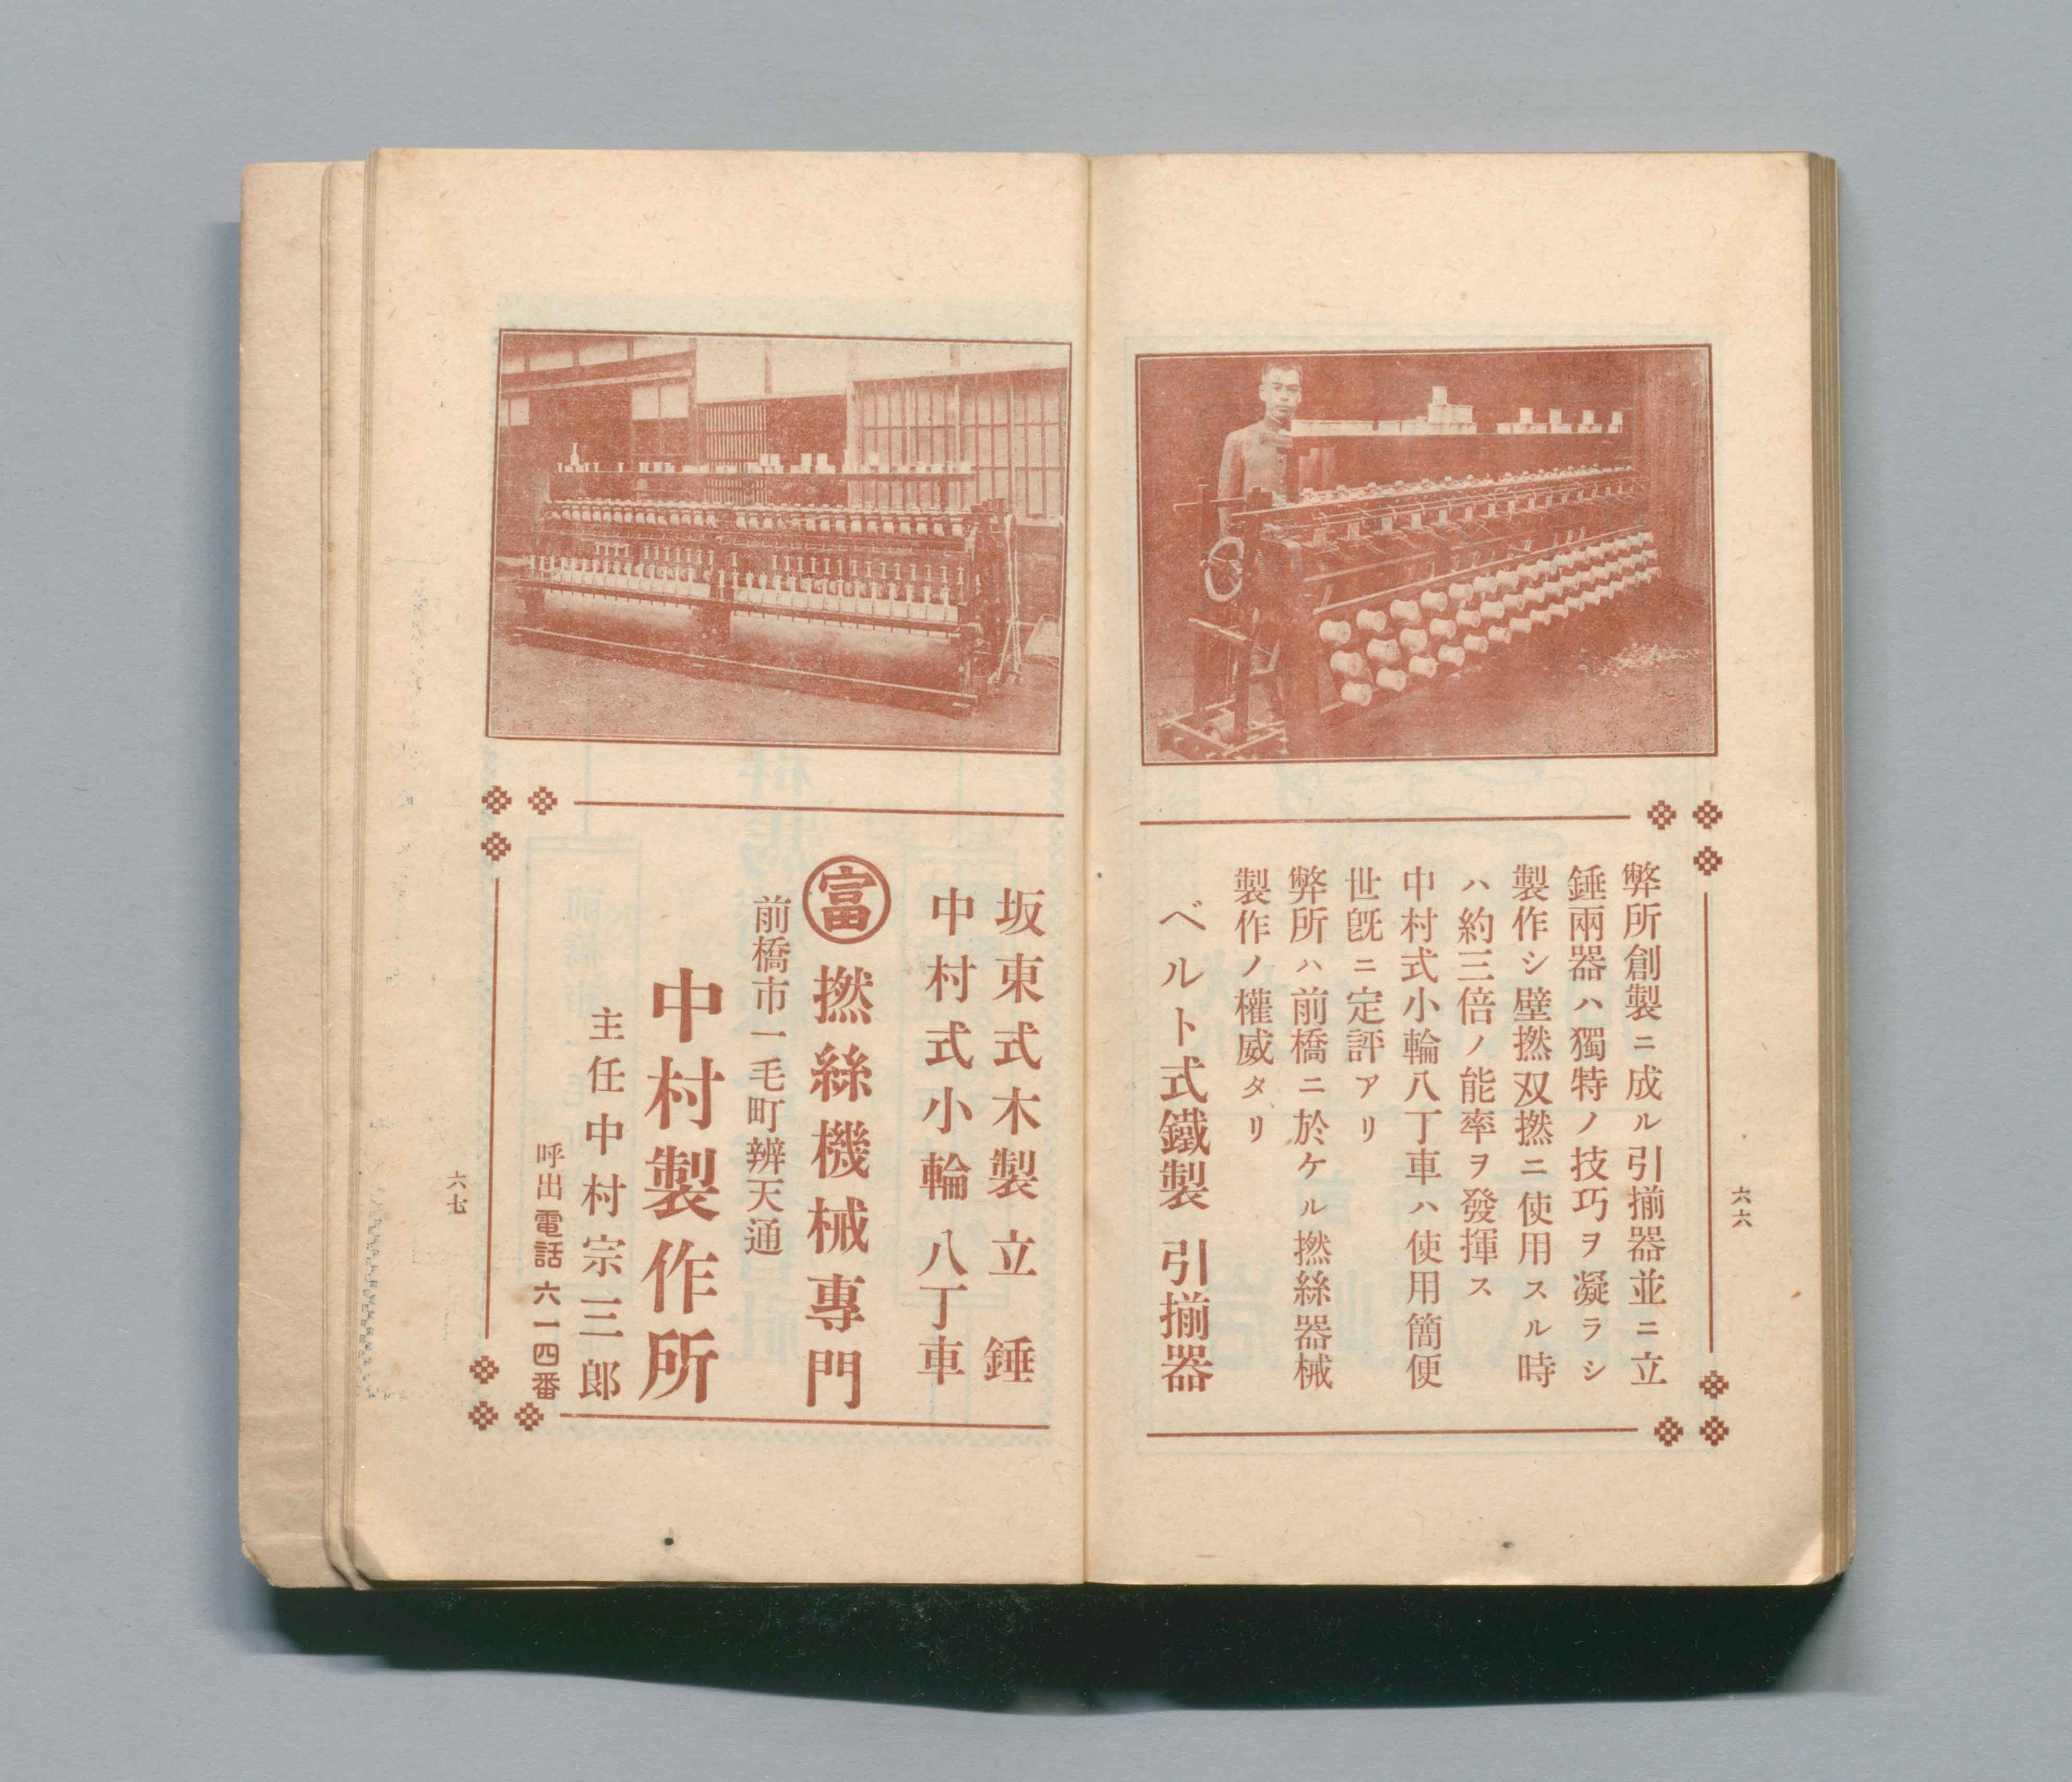 弊所創製ニ成ル引揃器並ニ立
錘兩器ハ獨特ノ技巧ヲ凝ラシ
製作シ壁撚双撚ニ使用スル時
ハ約三倍ノ能率ヲ發揮ス
中村式小輪八丁車ハ使用簡便
世既ニ定評アリ
弊所ハ前橋ニ於ケル撚絲器械
製作ノ權威タリ
ベルト式鐵製 引揃器
六六
坂東式木製立錘
中村式小輪八丁車
富 撚絲機械專門
前橋市一毛町辨天通
中村製作所
主任中村宗三郎
呼出電話六一四番
六七